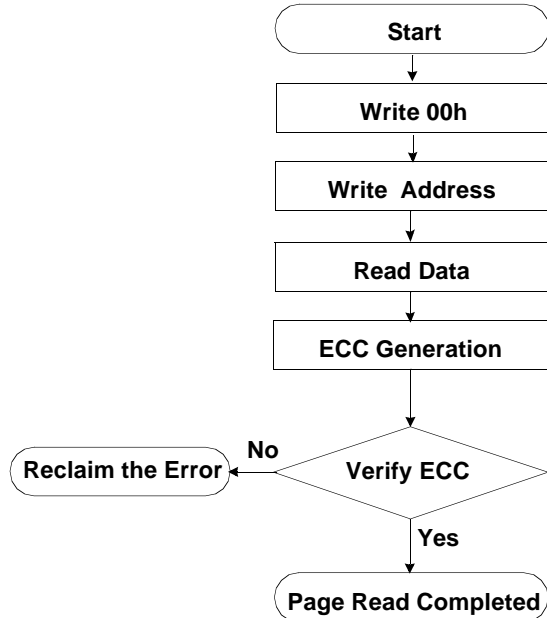 Start
Write 00h
Write Address
Read Data
ECC Generation
No
Reclaim the Error
Verify ECC
Yes
Page Read Completed